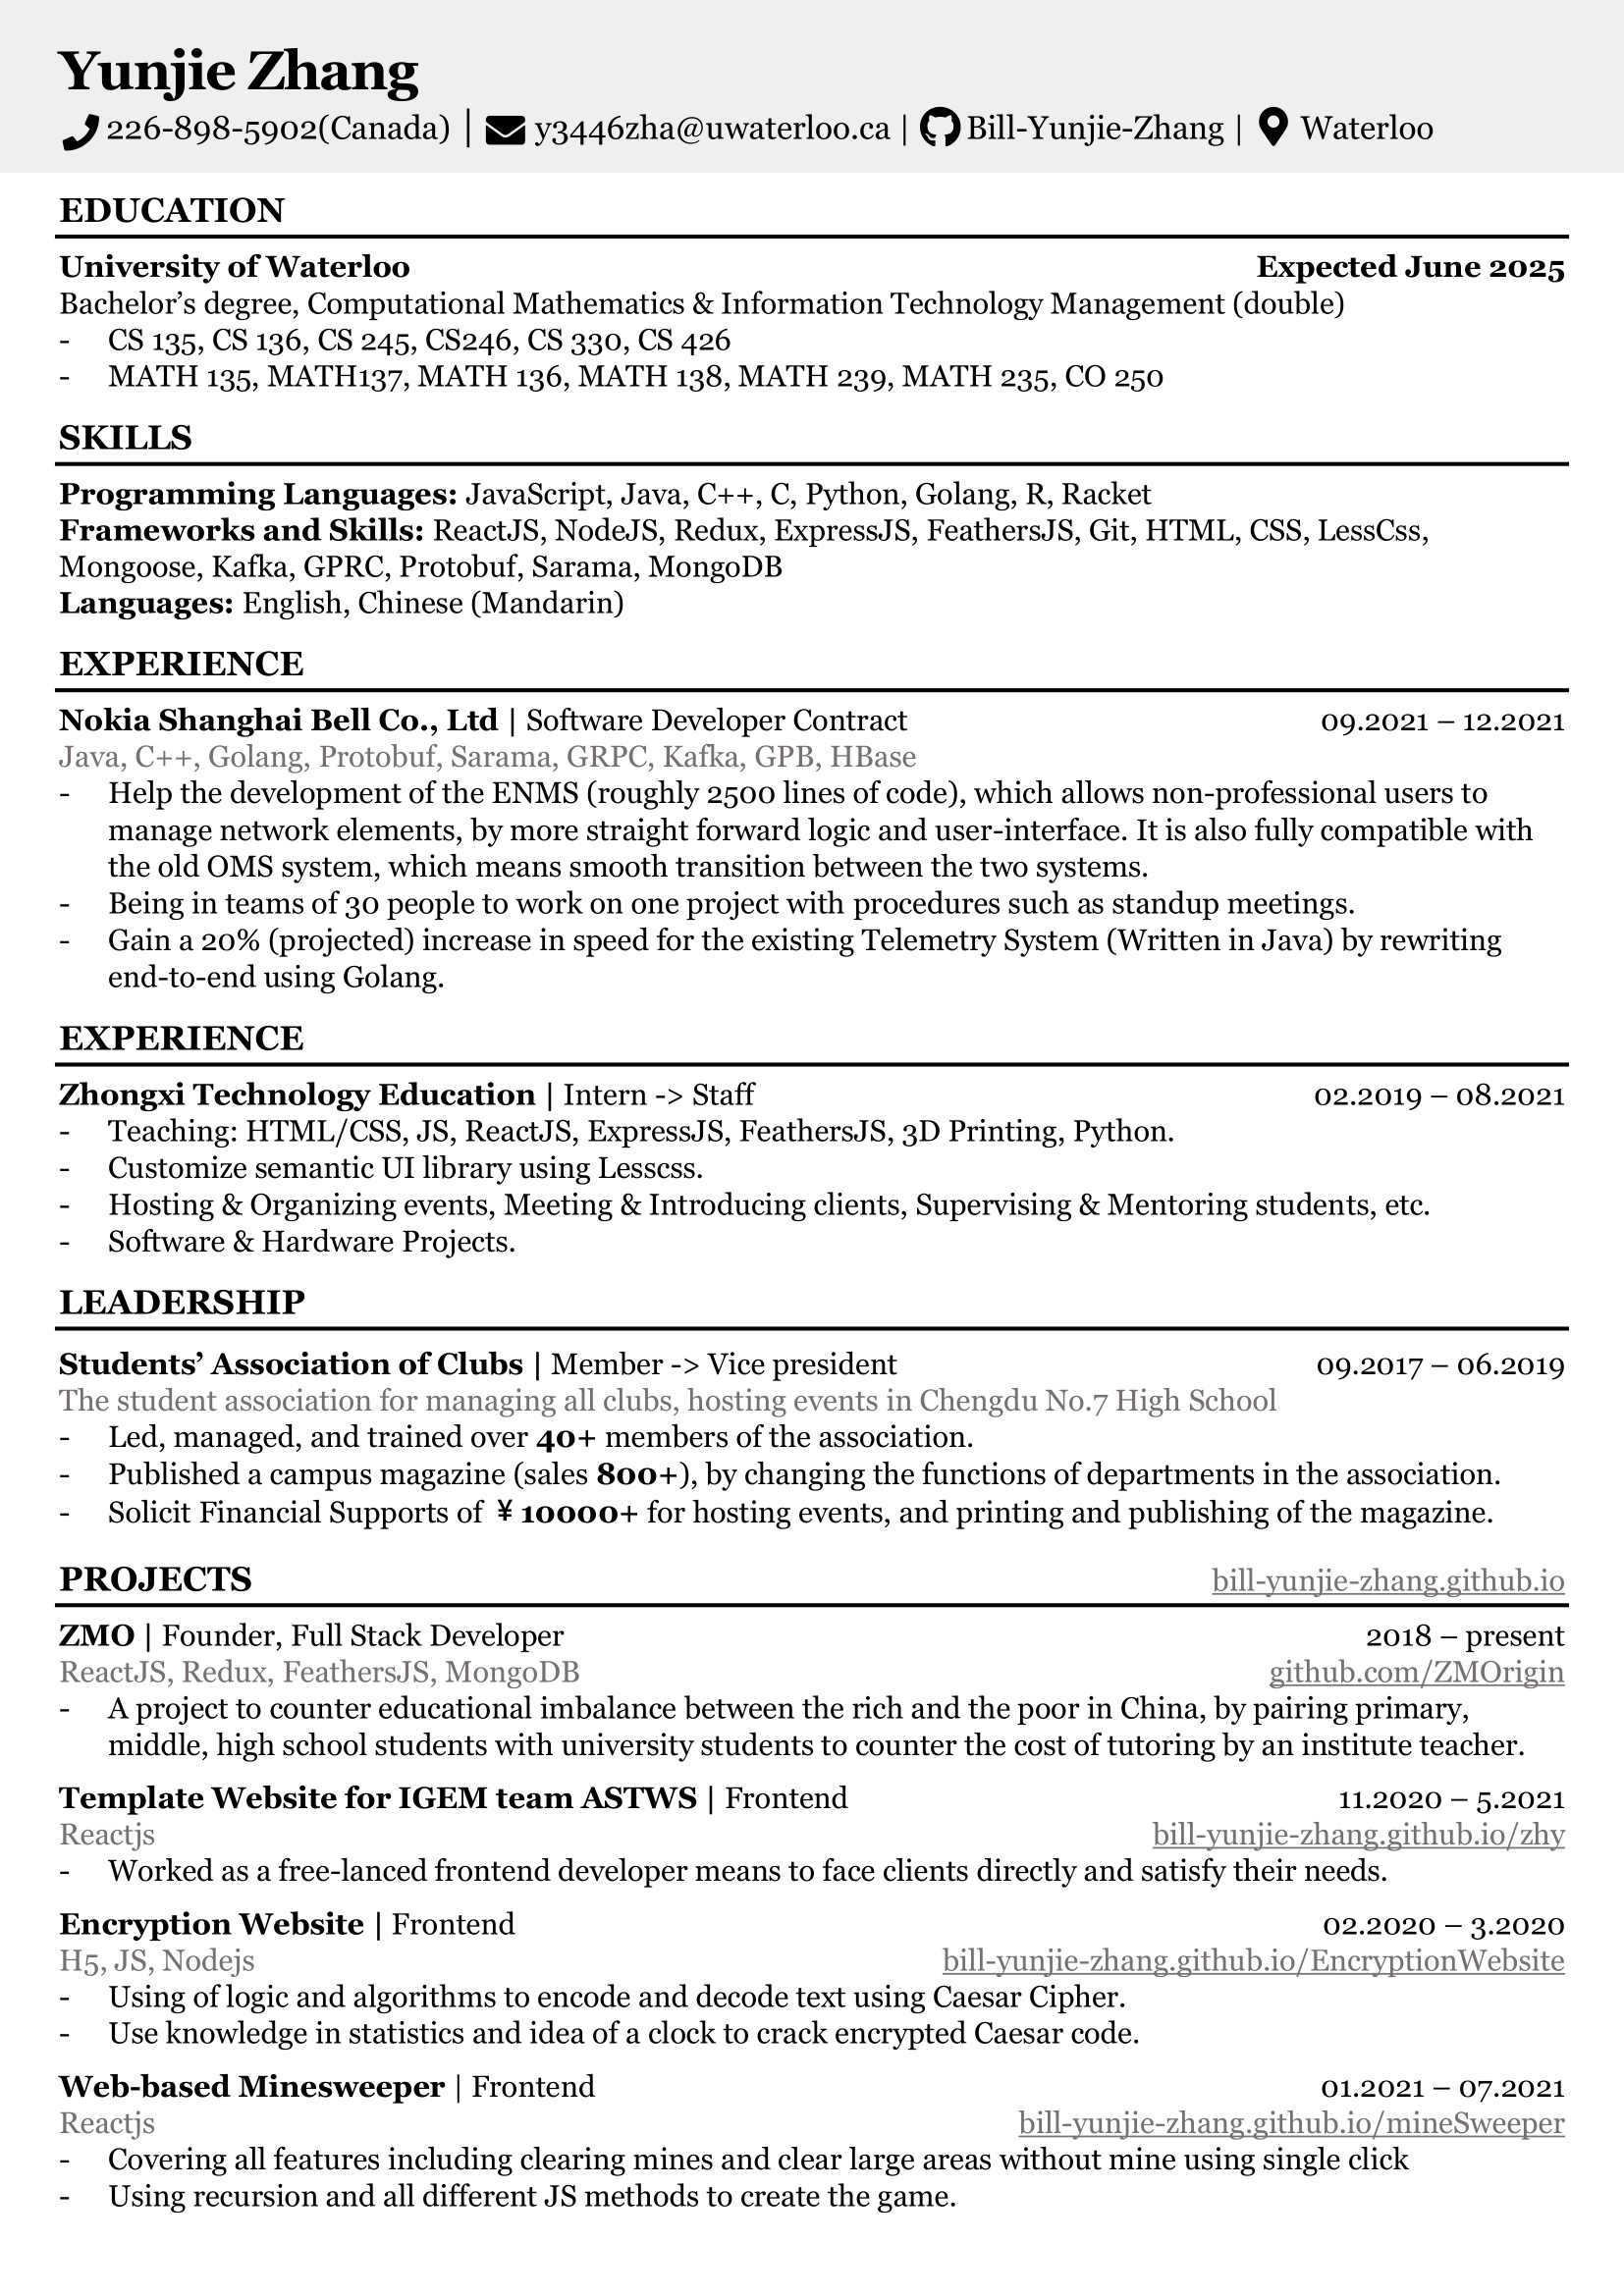 Yunjie Zhang
226-898-5902(Canada) | y3446zha@uwaterloo.ca | Bill-Yunjie-Zhang | Waterloo
EDUCATION
University of Waterloo Expected June 2025
Bachelor’s degree, Computational Mathematics & Information Technology Management (double)
- CS 135, CS 136, CS 245, CS246, CS 330, CS 426
- MATH 135, MATH137, MATH 136, MATH 138, MATH 239, MATH 235, CO 250
SKILLS
Programming Languages: JavaScript, Java, C++, C, Python, Golang, R, Racket
Frameworks and Skills: ReactJS, NodeJS, Redux, ExpressJS, FeathersJS, Git, HTML, CSS, LessCss,
Mongoose, Kafka, GPRC, Protobuf, Sarama, MongoDB
Languages: English, Chinese (Mandarin)
EXPERIENCE
Nokia Shanghai Bell Co., Ltd | Software Developer Contract 09.2021 – 12.2021
Java, C++, Golang, Protobuf, Sarama, GRPC, Kafka, GPB, HBase
- Help the development of the ENMS (roughly 2500 lines of code), which allows non-professional users to
manage network elements, by more straight forward logic and user-interface. It is also fully compatible with
the old OMS system, which means smooth transition between the two systems.
- Being in teams of 30 people to work on one project with procedures such as standup meetings.
- Gain a 20% (projected) increase in speed for the existing Telemetry System (Written in Java) by rewriting
end-to-end using Golang.
EXPERIENCE
Zhongxi Technology Education | Intern -> Staff 02.2019 – 08.2021
- Teaching: HTML/CSS, JS, ReactJS, ExpressJS, FeathersJS, 3D Printing, Python.
- Customize semantic UI library using Lesscss.
- Hosting & Organizing events, Meeting & Introducing clients, Supervising & Mentoring students, etc.
- Software & Hardware Projects.
LEADERSHIP
Students’ Association of Clubs | Member -> Vice president 09.2017 – 06.2019
The student association for managing all clubs, hosting events in Chengdu No.7 High School
- Led, managed, and trained over 40+ members of the association.
- Published a campus magazine (sales 800+), by changing the functions of departments in the association.
- Solicit Financial Supports of ¥10000+ for hosting events, and printing and publishing of the magazine.
PROJECTS bill-yunjie-zhang.github.io
ZMO | Founder, Full Stack Developer 2018 – present
ReactJS, Redux, FeathersJS, MongoDB github.com/ZMOrigin
- A project to counter educational imbalance between the rich and the poor in China, by pairing primary,
middle, high school students with university students to counter the cost of tutoring by an institute teacher.
Template Website for IGEM team ASTWS | Frontend 11.2020 – 5.2021
Reactjs bill-yunjie-zhang.github.io/zhy
- Worked as a free-lanced frontend developer means to face clients directly and satisfy their needs.
Encryption Website | Frontend 02.2020 – 3.2020
H5, JS, Nodejs bill-yunjie-zhang.github.io/EncryptionWebsite
- Using of logic and algorithms to encode and decode text using Caesar Cipher.
- Use knowledge in statistics and idea of a clock to crack encrypted Caesar code.
Web-based Minesweeper | Frontend 01.2021 – 07.2021
Reactjs bill-yunjie-zhang.github.io/mineSweeper
- Covering all features including clearing mines and clear large areas without mine using single click
- Using recursion and all different JS methods to create the game.